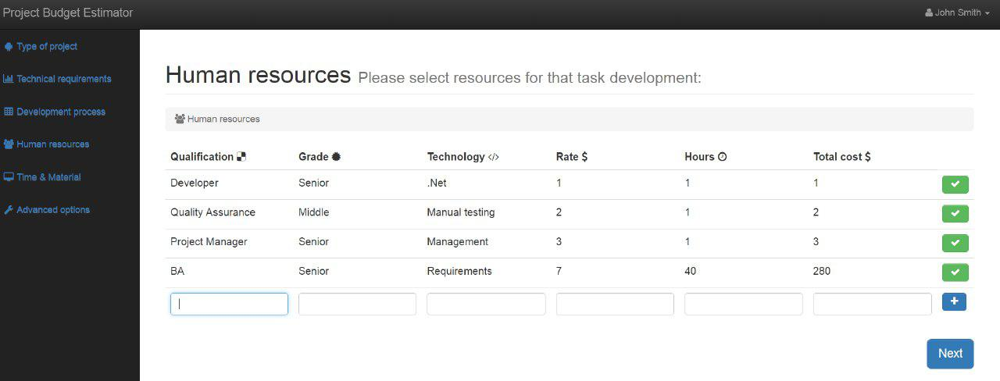 Project Budget Estimator
John Smith
Type of project
Technical requirements
Development process
Human resources
Time & Material
Advanced options
Human resources Please select resources for that task development:
Human resources
Qualification Grade Technology </> Rate $ Hours Total cost $
Developer Senior .Net 1 1 1
Quality Assurance Middle Manual testing 2 1 2
Project Manager Senior Management 3 1 3
BA Senior Requirements 7 40 280
Next